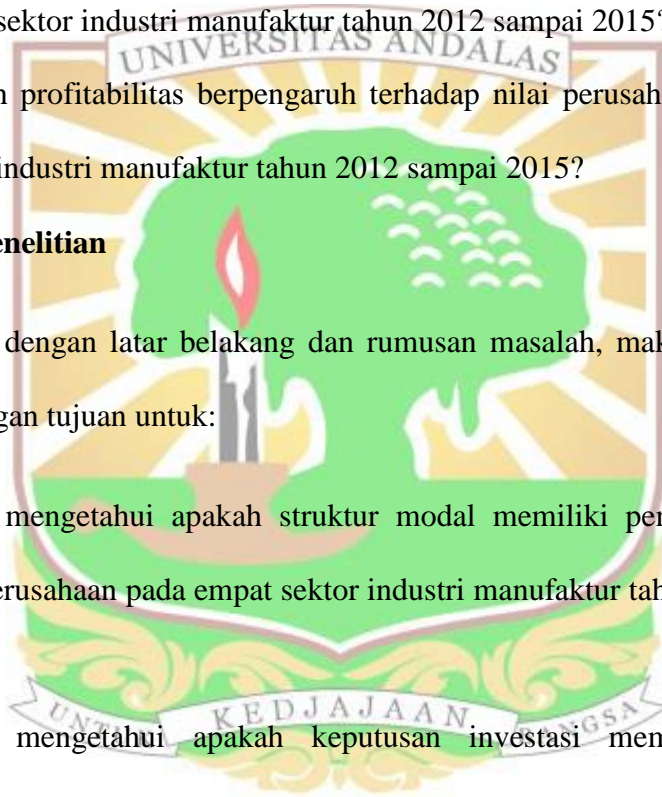 sektor industri manufaktur tahun 2012 sampai 2015?
UNIVERSITAS ANDALAS
profitabilitas berpengaruh terhadap nilai perusah
industri manufaktur tahun 2012 sampai 2015?
enelitian
dengan latar belakang dan rumusan masalah, mak
gan tujuan untuk:
mengetahui apakah struktur modal memiliki per
erusahaan pada empat sektor industri manufaktur tah
UNTUK KEDJAJAAN BANGSA
mengetahui apakah keputusan investasi mem